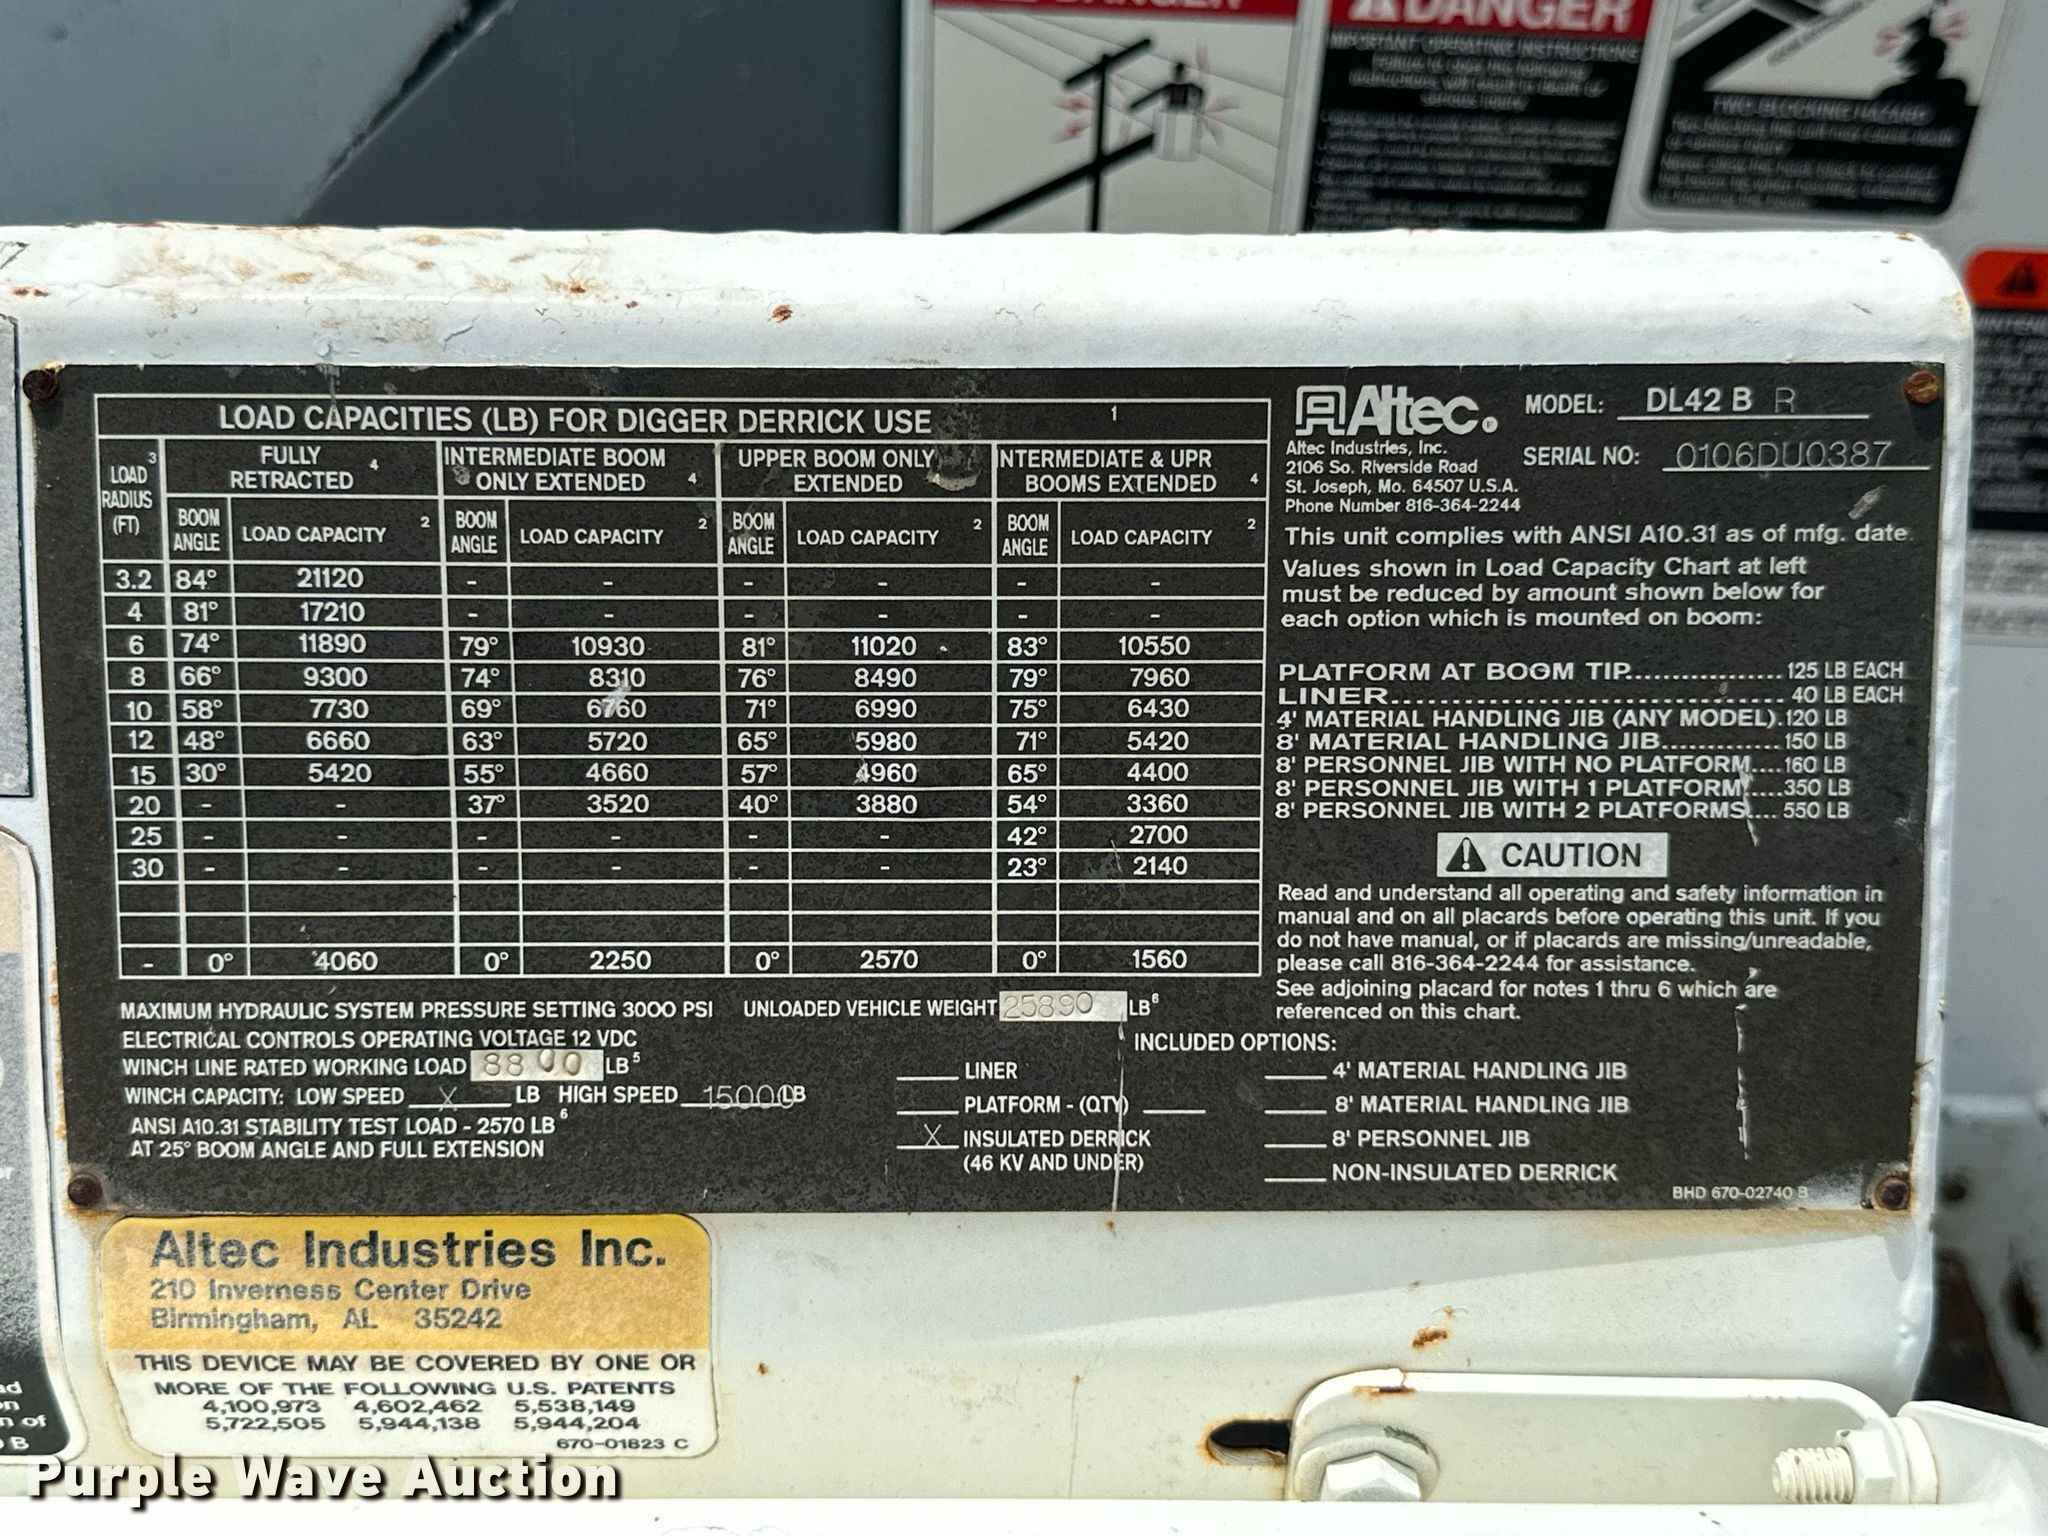 DANGER
DANGER
IMPORTANT OPERATING INSTRUCTIONS
TWO-BLOCKING HAZARD
LOAD CAPACITIES (LB) FOR DIGGER DERRICK USE 1
3 LOAD RADIUS (FT)
FULLY RETRACTED 4
INTERMEDIATE BOOM ONLY EXTENDED 4
UPPER BOOM ONLY EXTENDED 4
INTERMEDIATE & UPR BOOMS EXTENDED 4
BOOM ANGLE LOAD CAPACITY 2 BOOM ANGLE LOAD CAPACITY 2 BOOM ANGLE LOAD CAPACITY 2 BOOM ANGLE LOAD CAPACITY 2
3.2 84° 21120 - - - - - -
4 81° 17210 - - - - - -
6 74° 11890 79° 10930 81° 11020 83° 10550
8 66° 9300 74° 8310 76° 8490 79° 7960
10 58° 7730 69° 6760 71° 6990 75° 6430
12 48° 6660 63° 5720 65° 5980 71° 5420
15 30° 5420 55° 4660 57° 4960 65° 4400
20 - - 37° 3520 40° 3880 54° 3360
25 - - - - - - 42° 2700
30 - - - - - - 23° 2140
- 0° 4060 0° 2250 0° 2570 0° 1560
MAXIMUM HYDRAULIC SYSTEM PRESSURE SETTING 3000 PSI UNLOADED VEHICLE WEIGHT 25890 LB 6
ELECTRICAL CONTROLS OPERATING VOLTAGE 12 VDC
WINCH LINE RATED WORKING LOAD 8800 LB 5
WINCH CAPACITY: LOW SPEED X LB HIGH SPEED 15000 LB
ANSI A10.31 STABILITY TEST LOAD - 2570 LB 6
AT 25° BOOM ANGLE AND FULL EXTENSION
INCLUDED OPTIONS:
LINER
PLATFORM - (QTY)
X INSULATED DERRICK
(46 KV AND UNDER)
4' MATERIAL HANDLING JIB
8' MATERIAL HANDLING JIB
8' PERSONNEL JIB
NON-INSULATED DERRICK
BHD 670-02740 B
Altec.
Altec Industries, Inc.
2106 So. Riverside Road
St. Joseph, Mo. 64507 U.S.A.
Phone Number 816-364-2244
MODEL: DL42 B R
SERIAL NO: 0106DU0387
This unit complies with ANSI A10.31 as of mfg. date.
Values shown in Load Capacity Chart at left
must be reduced by amount shown below for
each option which is mounted on boom:
PLATFORM AT BOOM TIP................. 125 LB EACH
LINER.................................... 40 LB EACH
4' MATERIAL HANDLING JIB (ANY MODEL). 120 LB
8' MATERIAL HANDLING JIB............. 150 LB
8' PERSONNEL JIB WITH NO PLATFORM.... 160 LB
8' PERSONNEL JIB WITH 1 PLATFORM..... 350 LB
8' PERSONNEL JIB WITH 2 PLATFORMS.... 550 LB
CAUTION
Read and understand all operating and safety information in
manual and on all placards before operating this unit. If you
do not have manual, or if placards are missing/unreadable,
please call 816-364-2244 for assistance.
See adjoining placard for notes 1 thru 6 which are
referenced on this chart.
Altec Industries Inc.
210 Inverness Center Drive
Birmingham, AL 35242
THIS DEVICE MAY BE COVERED BY ONE OR
MORE OF THE FOLLOWING U.S. PATENTS
4,100,973 4,602,462 5,538,149
5,722,505 5,944,138 5,944,204
670-01823 C
Purple Wave Auction